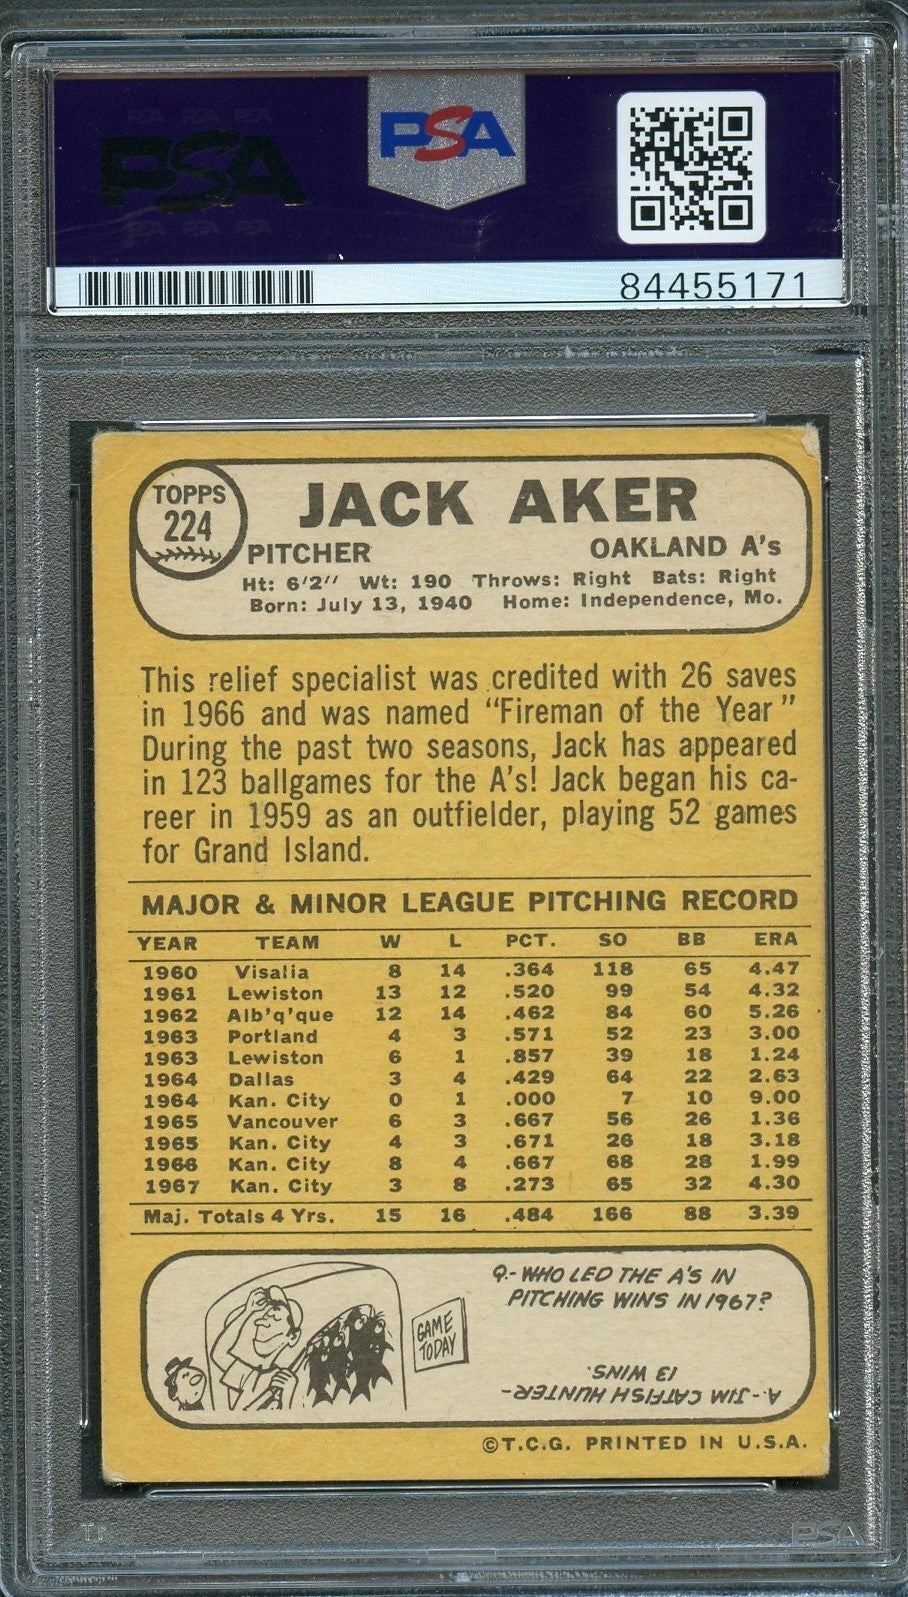 PSA
PSA
84455171
TOPPS
224
JACK AKER
PITCHER OAKLAND A's
Ht: 6'2'' Wt: 190 Throws: Right Bats: Right
Born: July 13, 1940 Home: Independence, Mo.
This relief specialist was credited with 26 saves
in 1966 and was named "Fireman of the Year"
During the past two seasons, Jack has appeared
in 123 ballgames for the A's! Jack began his ca-
reer in 1959 as an outfielder, playing 52 games
for Grand Island.
MAJOR & MINOR LEAGUE PITCHING RECORD
YEAR TEAM W L PCT. SO BB ERA
1960 Visalia 8 14 .364 118 65 4.47
1961 Lewiston 13 12 .520 99 54 4.32
1962 Alb'q'que 12 14 .462 84 60 5.26
1963 Portland 4 3 .571 52 23 3.00
1963 Lewiston 6 1 .857 39 18 1.24
1964 Dallas 3 4 .429 64 22 2.63
1964 Kan. City 0 1 .000 7 10 9.00
1965 Vancouver 6 3 .667 56 26 1.36
1965 Kan. City 4 3 .671 26 18 3.18
1966 Kan. City 8 4 .667 68 28 1.99
1967 Kan. City 3 8 .273 65 32 4.30
Maj. Totals 4 Yrs. 15 16 .484 166 88 3.39
Q.- WHO LED THE A'S IN
PITCHING WINS IN 1967?
GAME
TODAY
A.- JIM CATFISH HUNTER-
13 WINS.
©T.C.G. PRINTED IN U.S.A.
PSA